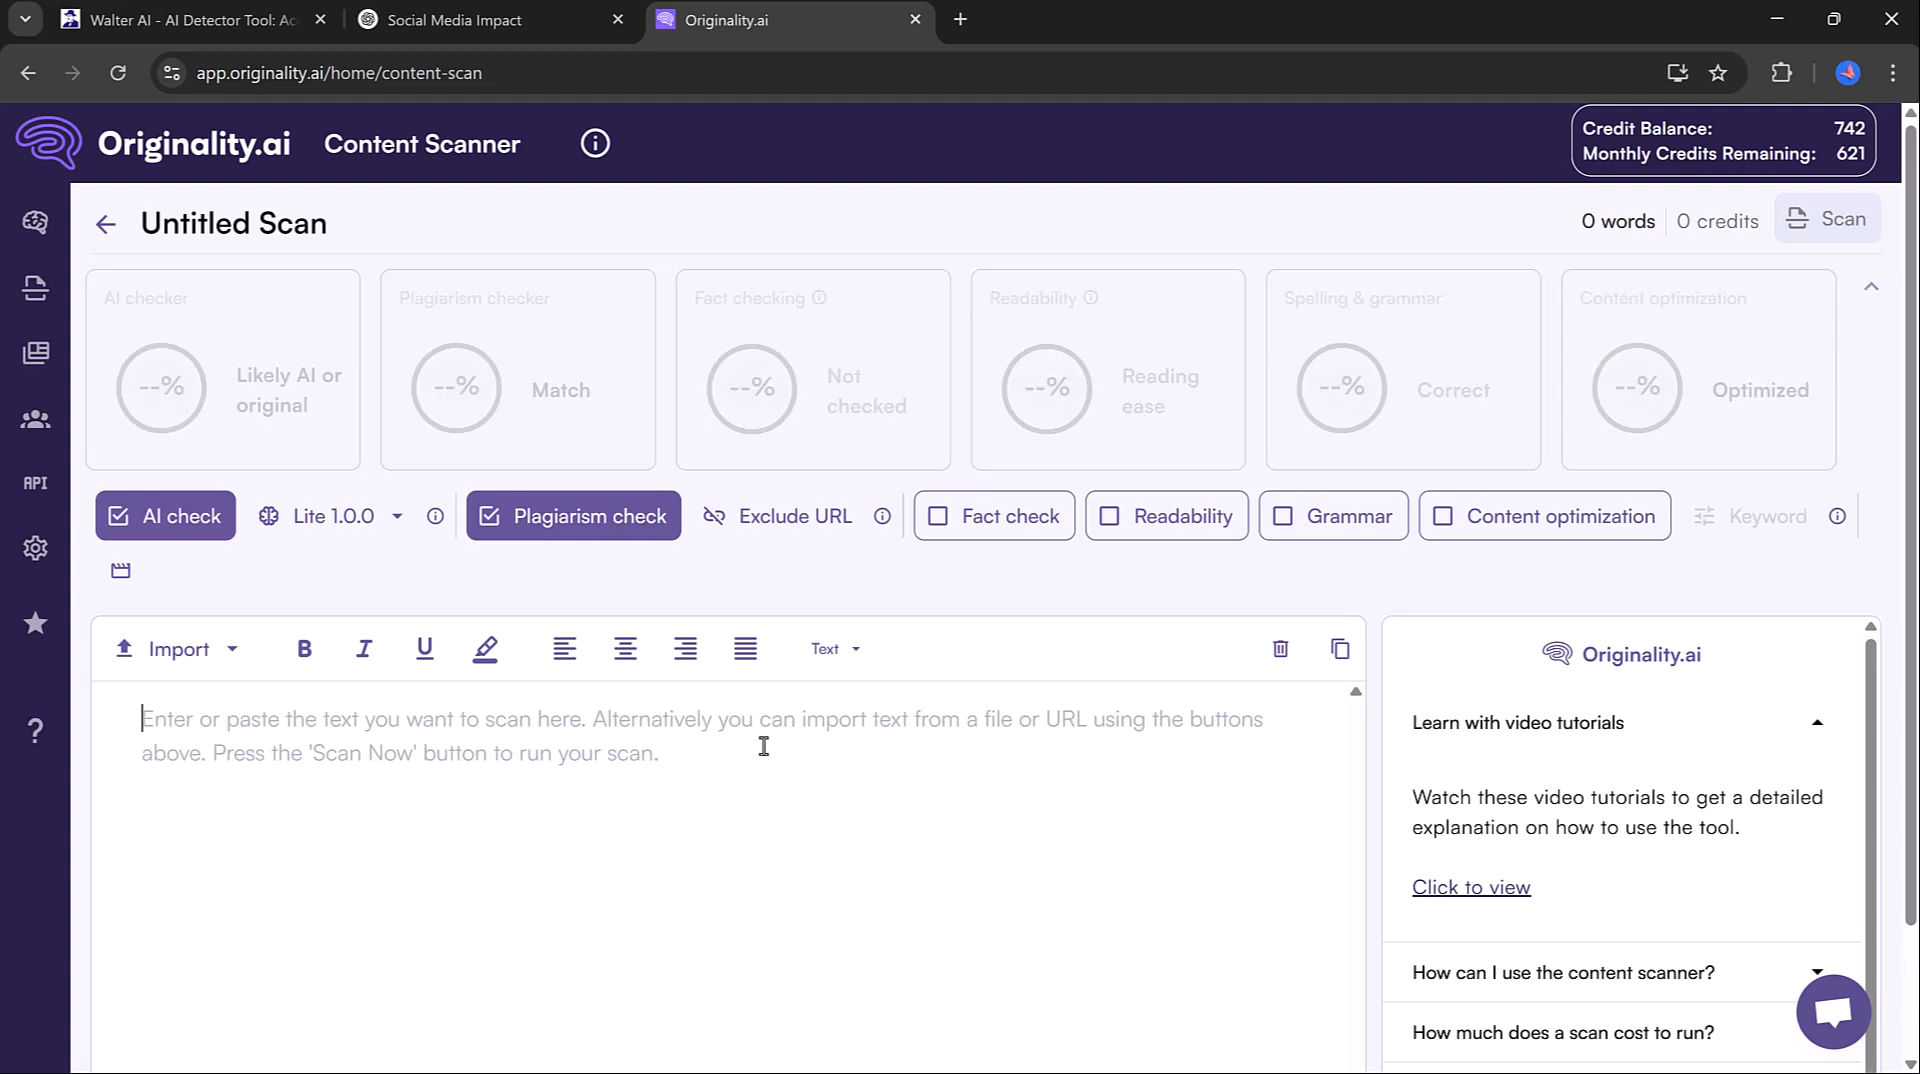 Walter AI - AI Detector Tool: Ac
Social Media Impact
Originality.ai
app.originality.ai/home/content-scan
Originality.ai
Content Scanner
Credit Balance: 742
Monthly Credits Remaining: 621
Untitled Scan
0 words
0 credits
Scan
AI checker
--%
Likely AI or
original
Plagiarism checker
--%
Match
Fact checking
--%
Not
checked
Readability
--%
Reading
ease
Spelling & grammar
--%
Correct
Content optimization
--%
Optimized
API
AI check
Lite 1.0.0
Plagiarism check
Exclude URL
Fact check
Readability
Grammar
Content optimization
Keyword
Import
B
I
U
Text
Enter or paste the text you want to scan here. Alternatively you can import text from a file or URL using the buttons
above. Press the 'Scan Now' button to run your scan.
Originality.ai
Learn with video tutorials
Watch these video tutorials to get a detailed
explanation on how to use the tool.
Click to view
How can I use the content scanner?
How much does a scan cost to run?